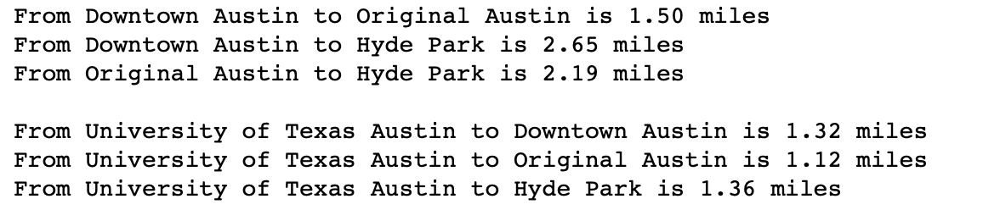 From Downtown Austin to Original Austin is 1.50 miles
From Downtown Austin to Hyde Park is 2.65 miles
From Original Austin to Hyde Park is 2.19 miles
From University of Texas Austin to Downtown Austin is 1.32 miles
From University of Texas Austin to Original Austin is 1.12 miles
From University of Texas Austin to Hyde Park is 1.36 miles